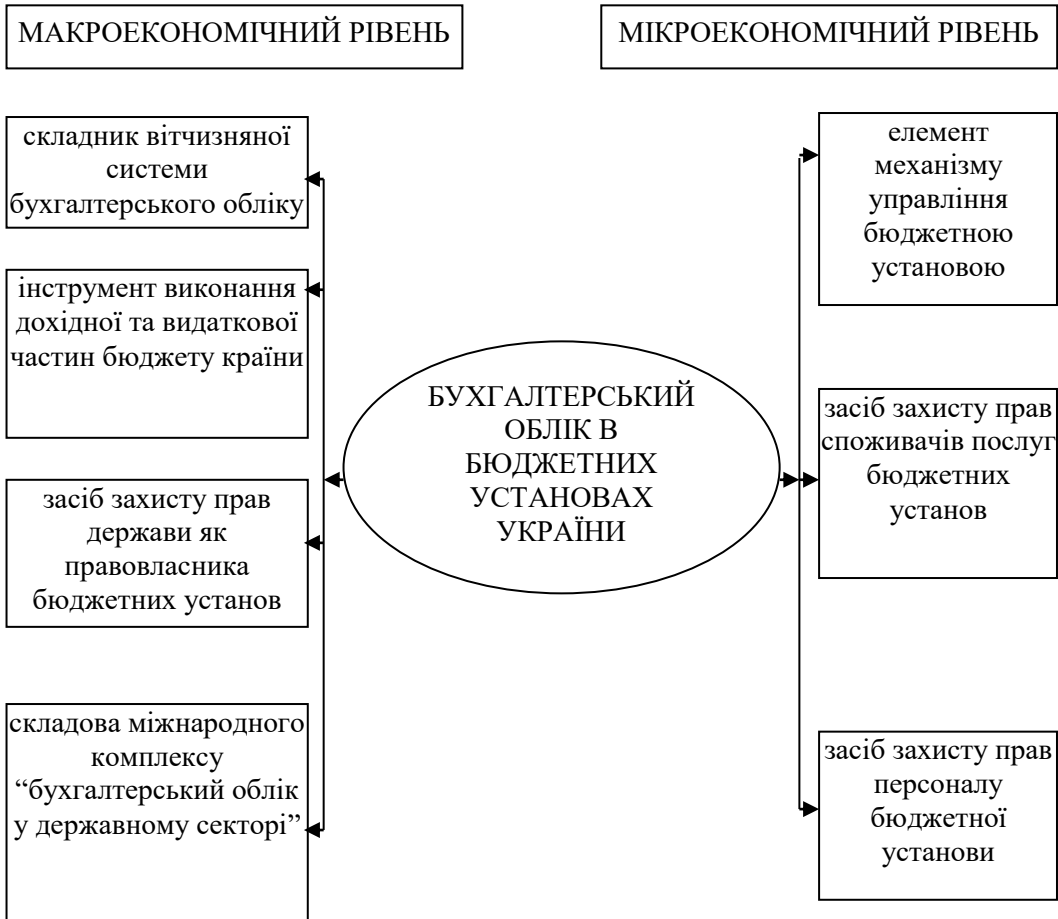 МАКРОЕКОНОМІЧНИЙ РІВЕНЬ
МІКРОЕКОНОМІЧНИЙ РІВЕНЬ
складник вітчизняної
системи
бухгалтерського обліку
інструмент виконання
дохідної та видаткової
частин бюджету країни
засіб захисту прав
держави як
правовласника
бюджетних установ
складова міжнародного
комплексу
“бухгалтерський облік
у державному секторі”
БУХГАЛТЕРСЬКИЙ
ОБЛІК В
БЮДЖЕТНИХ
УСТАНОВАХ
УКРАЇНИ
елемент
механізму
управління
бюджетною
установою
засіб захисту прав
споживачів послуг
бюджетних
установ
засіб захисту прав
персоналу
бюджетної
установи